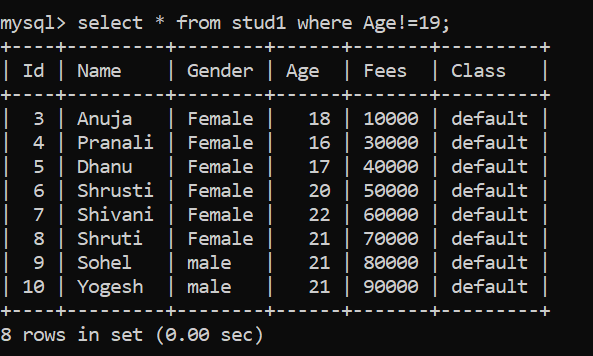 mysql> select * from stud1 where Age!=19;
+----+---------+--------+------+-------+---------+
| Id | Name    | Gender | Age  | Fees  | Class   |
+----+---------+--------+------+-------+---------+
|  3 | Anuja   | Female |   18 | 10000 | default |
|  4 | Pranali | Female |   16 | 30000 | default |
|  5 | Dhanu   | Female |   17 | 40000 | default |
|  6 | Shrusti | Female |   20 | 50000 | default |
|  7 | Shivani | Female |   22 | 60000 | default |
|  8 | Shruti  | Female |   21 | 70000 | default |
|  9 | Sohel   | male   |   21 | 80000 | default |
| 10 | Yogesh  | male   |   21 | 90000 | default |
+----+---------+--------+------+-------+---------+
8 rows in set (0.00 sec)